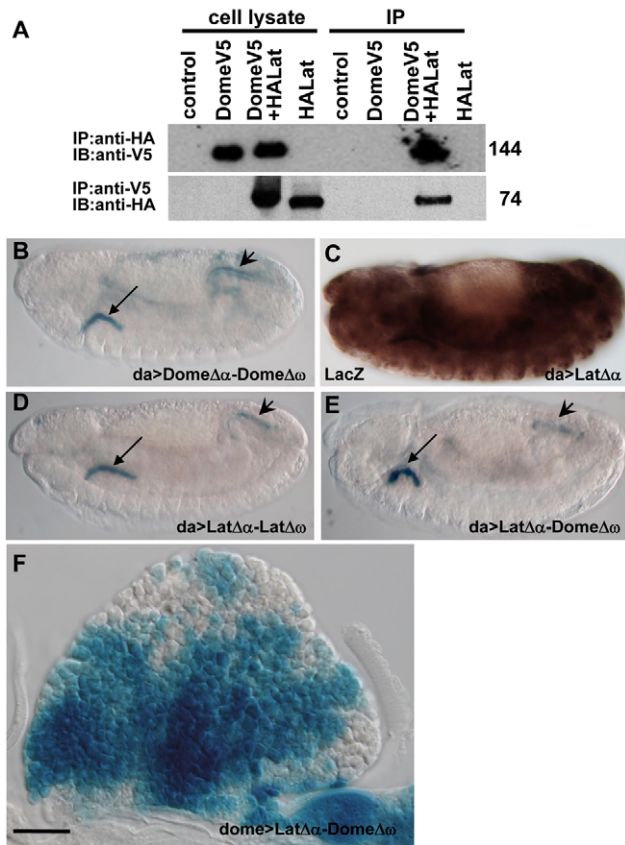 A
cell lysate
IP
control
DomeV5
DomeV5
+HALat
HALat
control
DomeV5
DomeV5
+HALat
HALat
IP:anti-HA
IB:anti-V5
144
IP:anti-V5
IB:anti-HA
74
B
da>DomeΔα-DomeΔω
C
LacZ
da>LatΔα
D
da>LatΔα-LatΔω
E
da>LatΔα-DomeΔω
F
dome>LatΔα-DomeΔω